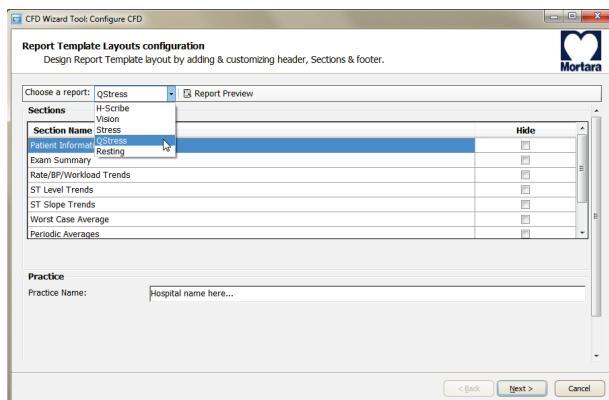 CFD Wizard Tool: Configure CFD
Report Template Layouts configuration
Design Report Template layout by adding & customizing header, Sections & footer.
Mortara
Choose a report: QStress Report Preview
H-Scribe
Vision
Stress
QStress
Resting
Sections
Section Name Hide
Patient Informati
Exam Summary
Rate/BP/Workload Trends
ST Level Trends
ST Slope Trends
Worst Case Average
Periodic Averages
Practice
Practice Name: Hospital name here...
< Back Next > Cancel